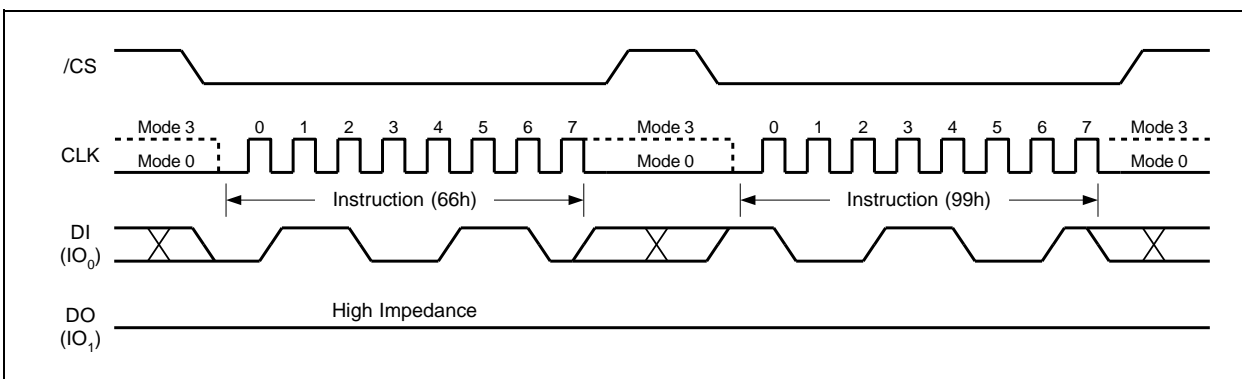 /CS
Mode 3 0 1 2 3 4 5 6 7 Mode 3 0 1 2 3 4 5 6 7 Mode 3
CLK
Mode 0 Mode 0 Mode 0
Instruction (66h) Instruction (99h)
DI
(IO0)
High Impedance
DO
(IO1)